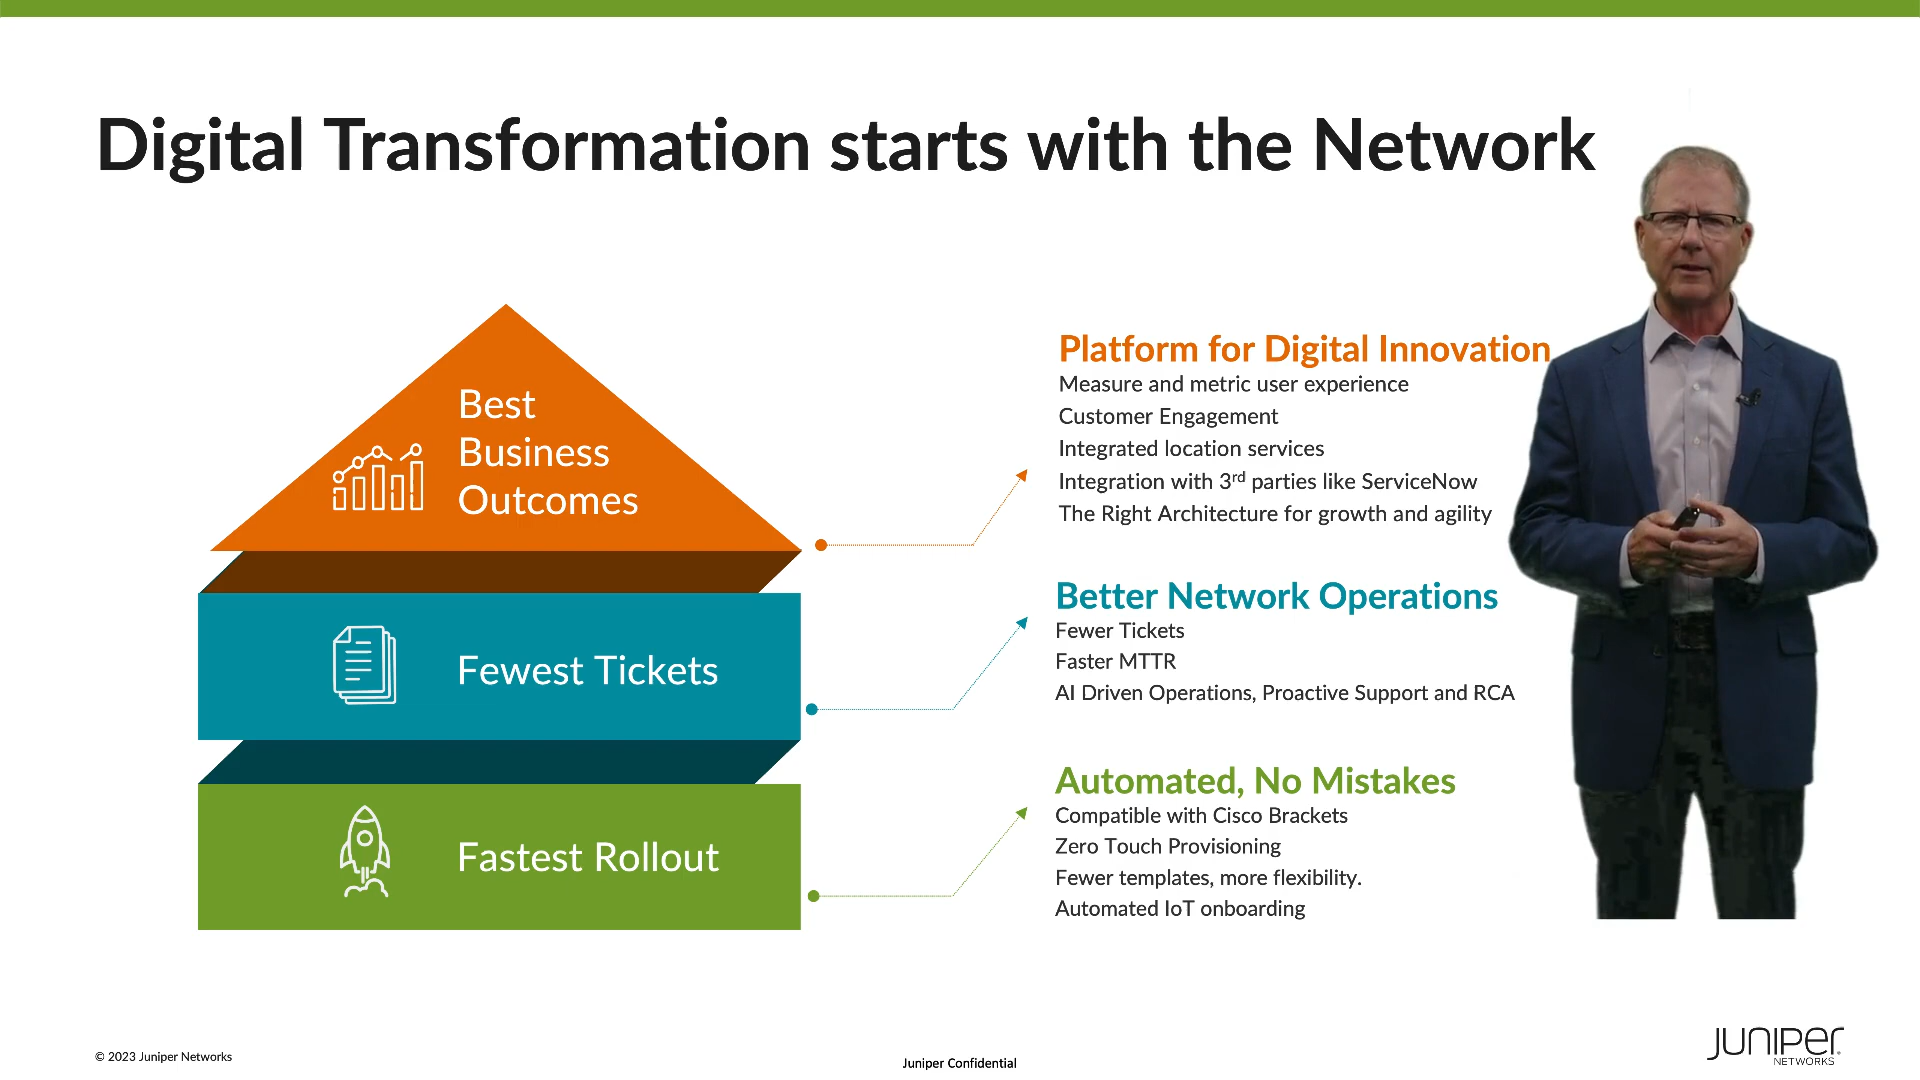 Digital Transformation starts with the Network
Best
Business
Outcomes
Fewest Tickets
Fastest Rollout
Platform for Digital Innovation
Measure and metric user experience
Customer Engagement
Integrated location services
Integration with 3rd parties like ServiceNow
The Right Architecture for growth and agility
Better Network Operations
Fewer Tickets
Faster MTTR
AI Driven Operations, Proactive Support and RCA
Automated, No Mistakes
Compatible with Cisco Brackets
Zero Touch Provisioning
Fewer templates, more flexibility.
Automated IoT onboarding
© 2023 Juniper Networks
Juniper Confidential
JUNIPER
NETWORKS